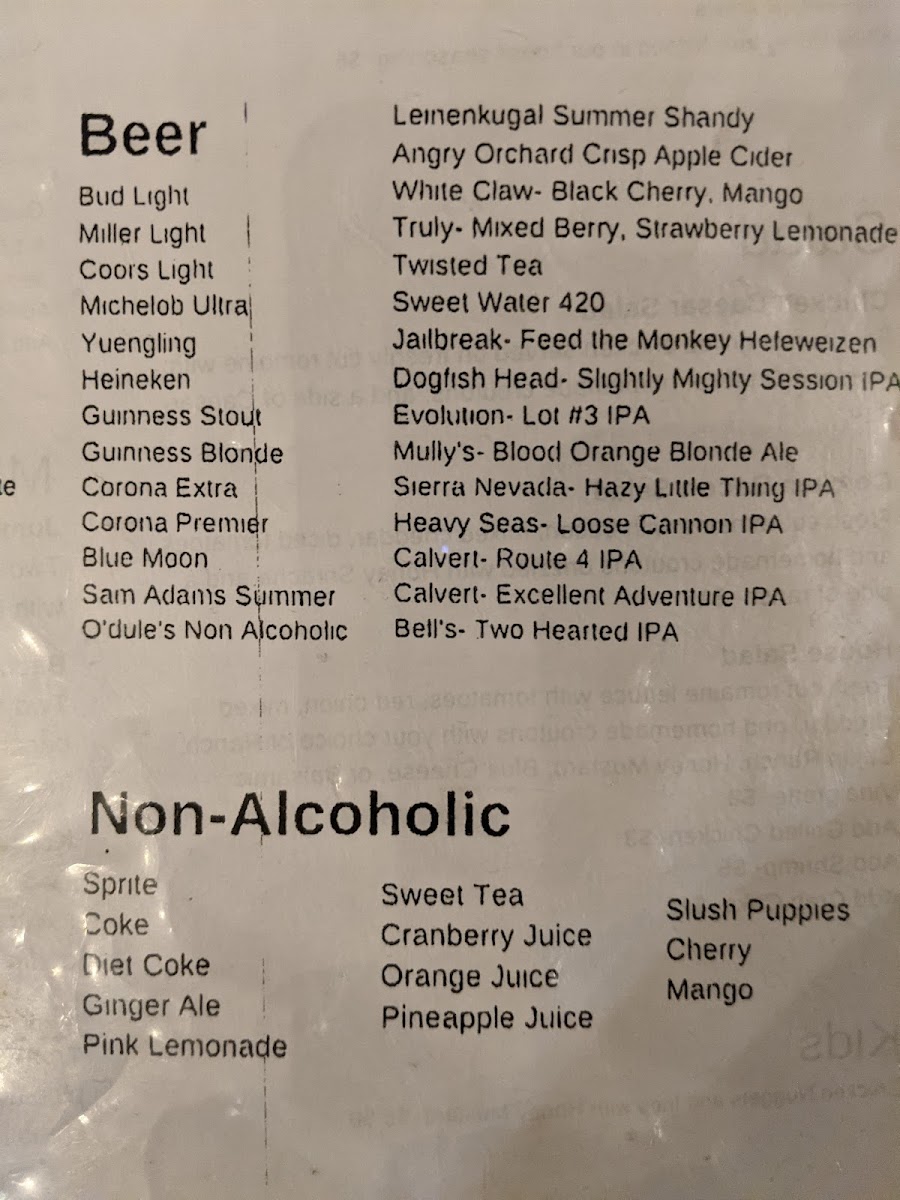 Beer
Bud Light
Miller Light
Coors Light
Michelob Ultra
Yuengling
Heineken
Guinness Stout
Guinness Blonde
Corona Extra
Corona Premier
Blue Moon
Sam Adams Summer
O'dule's Non Alcoholic
Leinenkugal Summer Shandy
Angry Orchard Crisp Apple Cider
White Claw- Black Cherry, Mango
Truly- Mixed Berry, Strawberry Lemonade
Twisted Tea
Sweet Water 420
Jailbreak- Feed the Monkey Hefeweizen
Dogfish Head- Slightly Mighty Session IPA
Evolution- Lot #3 IPA
Mully's- Blood Orange Blonde Ale
Sierra Nevada- Hazy Little Thing IPA
Heavy Seas- Loose Cannon IPA
Calvert- Route 4 IPA
Calvert- Excellent Adventure IPA
Bell's- Two Hearted IPA
Non-Alcoholic
Sprite
Coke
Diet Coke
Ginger Ale
Pink Lemonade
Sweet Tea
Cranberry Juice
Orange Juice
Pineapple Juice
Slush Puppies
Cherry
Mango